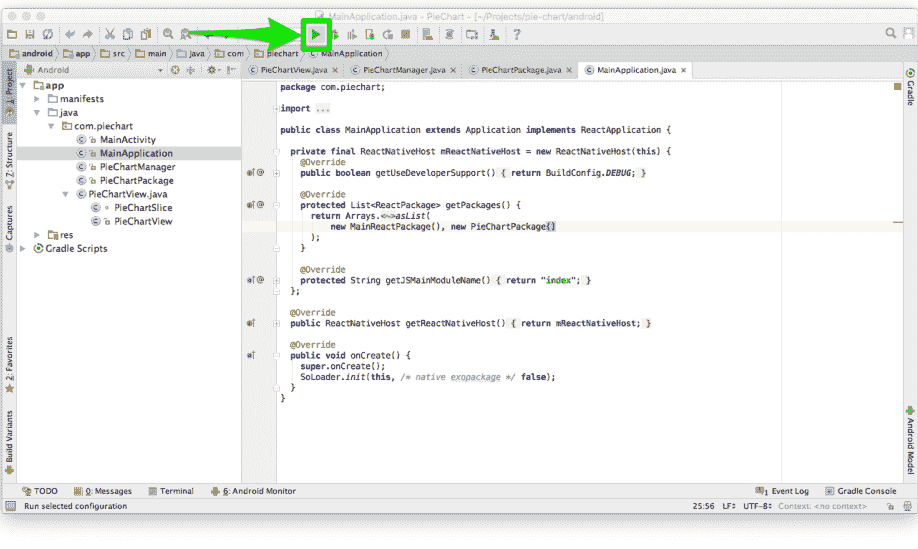 MainApplication.java - PieChart - [~/Projects/pie-chart/android]
android app src main java com piechart MainApplication
Android
PieChartView.java PieChartManager.java PieChartPackage.java MainApplication.java
1: Project
Z: Structure
Captures
2: Favorites
Build Variants
app
manifests
java
com.piechart
MainActivity
MainApplication
PieChartManager
PieChartPackage
PieChartView.java
PieChartSlice
PieChartView
res
Gradle Scripts
package com.piechart;
import ...
public class MainApplication extends Application implements ReactApplication {
private final ReactNativeHost mReactNativeHost = new ReactNativeHost(this) {
@Override
public boolean getUseDeveloperSupport() { return BuildConfig.DEBUG; }
@Override
protected List<ReactPackage> getPackages() {
return Arrays.<~>asList(
new MainReactPackage(), new PieChartPackage()
);
}
@Override
protected String getJSMainModuleName() { return "index"; }
};
@Override
public ReactNativeHost getReactNativeHost() { return mReactNativeHost; }
@Override
public void onCreate() {
super.onCreate();
SoLoader.init(this, /* native exopackage */ false);
}
}
Gradle
Android Model
TODO 0: Messages Terminal 6: Android Monitor 1 Event Log Gradle Console
Run selected configuration 25:56 LF UTF-8 Context: <no context>